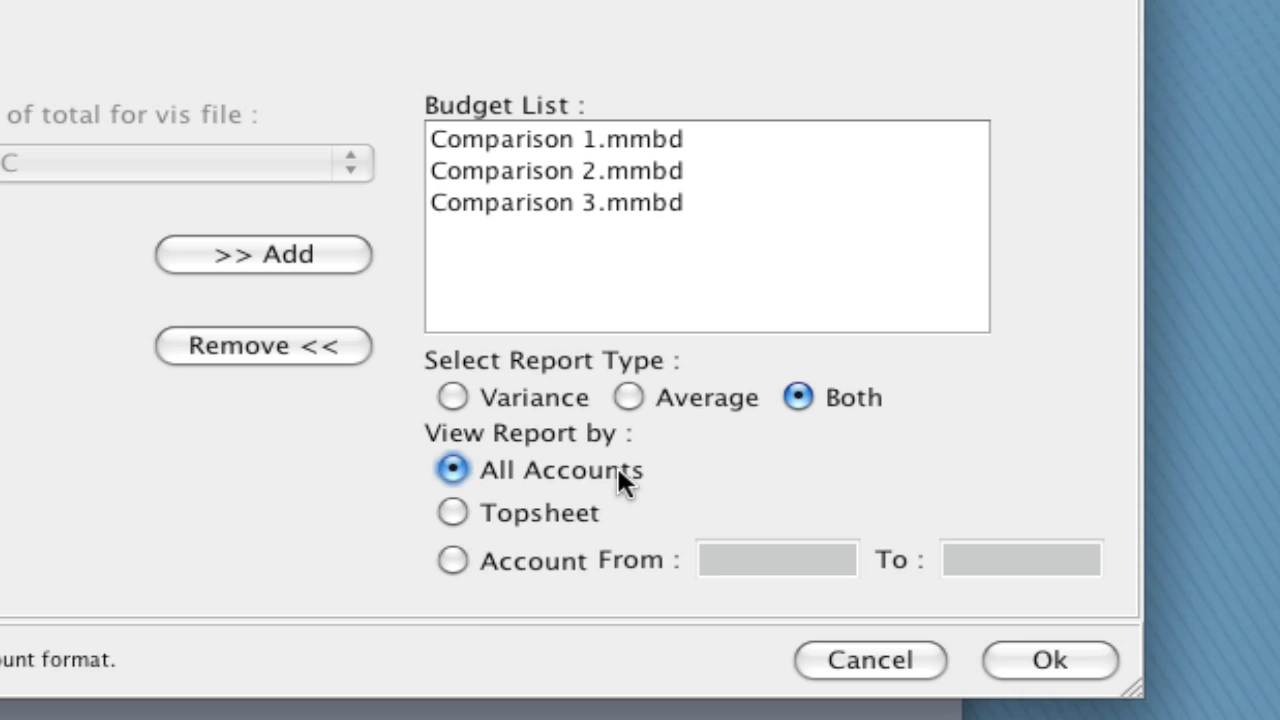 of total for vis file :
C
>> Add
Remove <<
Budget List :
Comparison 1.mmbd
Comparison 2.mmbd
Comparison 3.mmbd
Select Report Type :
Variance Average Both
View Report by :
All Accounts
Topsheet
Account From : To :
unt format.
Cancel Ok